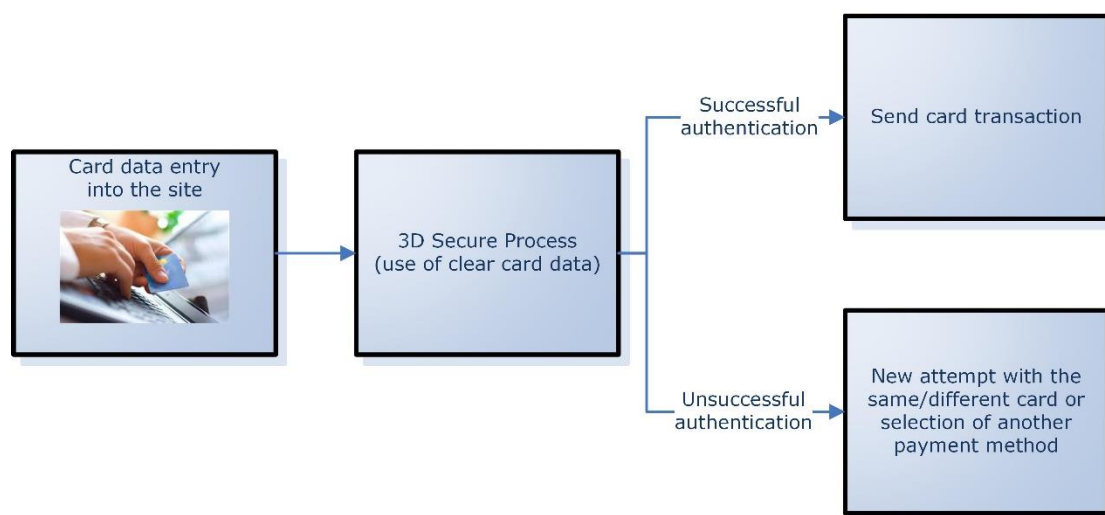 Card data entry
into the site
3D Secure Process
(use of clear card data)
Successful
authentication
Send card transaction
Unsuccessful
authentication
New attempt with the
same/different card or
selection of another
payment method